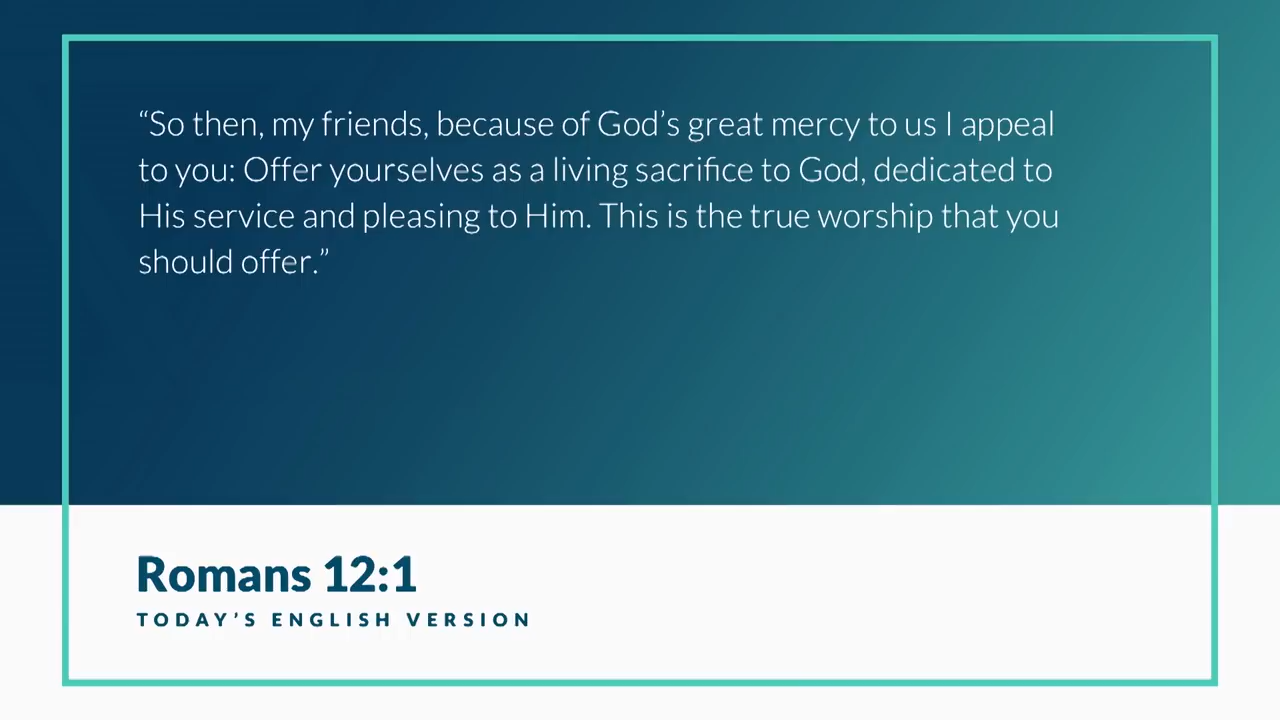 “So then, my friends, because of God’s great mercy to us I appeal
to you: Offer yourselves as a living sacrifice to God, dedicated to
His service and pleasing to Him. This is the true worship that you
should offer.”
Romans 12:1
TODAY’S ENGLISH VERSION